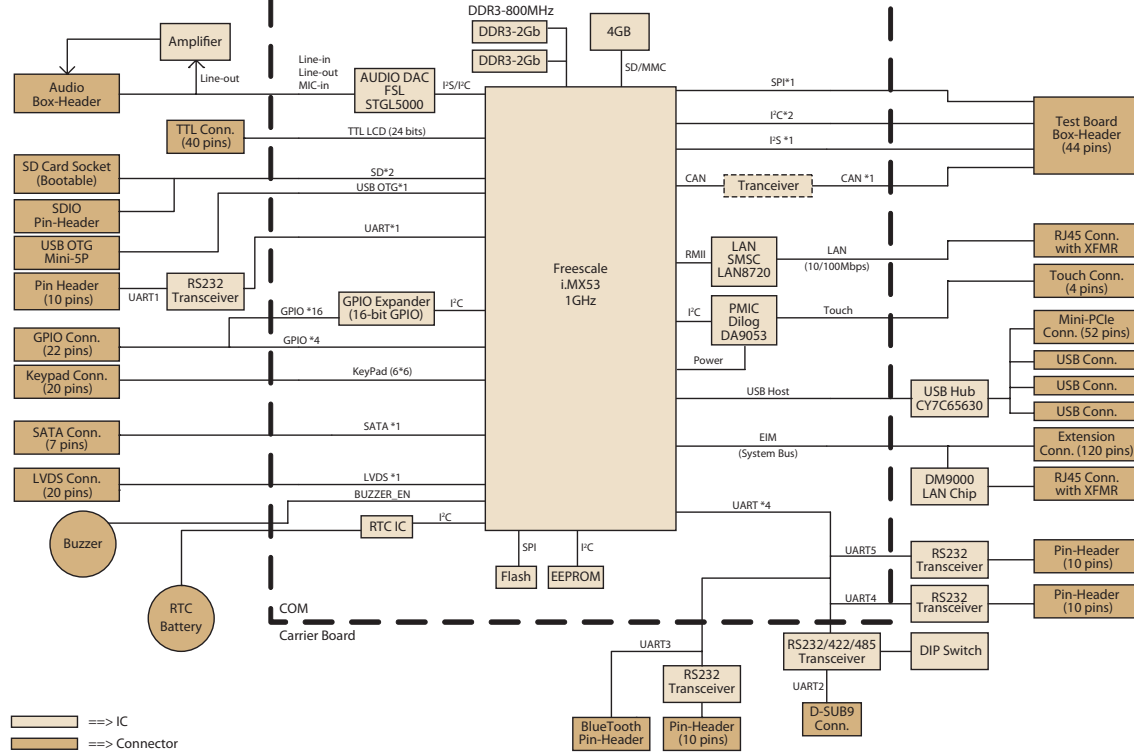 DDR3-800MHz
DDR3-2Gb
DDR3-2Gb
4GB
SD/MMC
Amplifier
Line-out
Audio
Box-Header
Line-in
Line-out
MIC-in
AUDIO DAC
FSL
STGL5000
I²S/I²C
TTL Conn.
(40 pins)
TTL LCD (24 bits)
SD Card Socket
(Bootable)
SD*2
USB OTG*1
SDIO
Pin-Header
USB OTG
Mini-5P
UART*1
Pin Header
(10 pins)
UART1
RS232
Transceiver
GPIO *16
GPIO Expander
(16-bit GPIO)
I²C
GPIO Conn.
(22 pins)
GPIO *4
Keypad Conn.
(20 pins)
KeyPad (6*6)
SATA Conn.
(7 pins)
SATA *1
LVDS Conn.
(20 pins)
LVDS *1
BUZZER_EN
Buzzer
RTC IC
I²C
RTC
Battery
Freescale
i.MX53
1GHz
SPI
I²C
Flash
EEPROM
COM
Carrier Board
SPI*1
I²C*2
I²S *1
CAN
Tranceiver
CAN *1
Test Board
Box-Header
(44 pins)
RMII
LAN
SMSC
LAN8720
LAN
(10/100Mbps)
RJ45 Conn.
with XFMR
I²C
PMIC
Dilog
DA9053
Touch
Touch Conn.
(4 pins)
Power
USB Host
USB Hub
CY7C65630
Mini-PCIe
Conn. (52 pins)
USB Conn.
USB Conn.
USB Conn.
EIM
(System Bus)
Extension
Conn. (120 pins)
DM9000
LAN Chip
RJ45 Conn.
with XFMR
UART *4
UART5
RS232
Transceiver
Pin-Header
(10 pins)
UART4
RS232
Transceiver
Pin-Header
(10 pins)
UART3
RS232
Transceiver
RS232/422/485
Transceiver
DIP Switch
UART2
D-SUB9
Conn.
BlueTooth
Pin-Header
Pin-Header
(10 pins)
==> IC
==> Connector